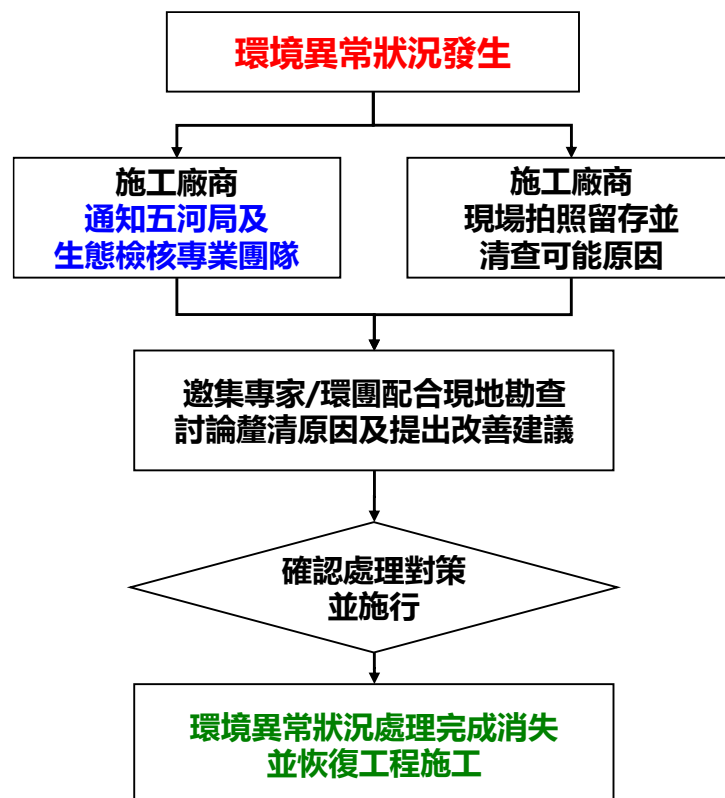 環境異常狀況發生
施工廠商
通知五河局及
生態檢核專業團隊
施工廠商
現場拍照留存並
清查可能原因
邀集專家/環團配合現地勘查
討論釐清原因及提出改善建議
確認處理對策
並施行
環境異常狀況處理完成消失
並恢復工程施工